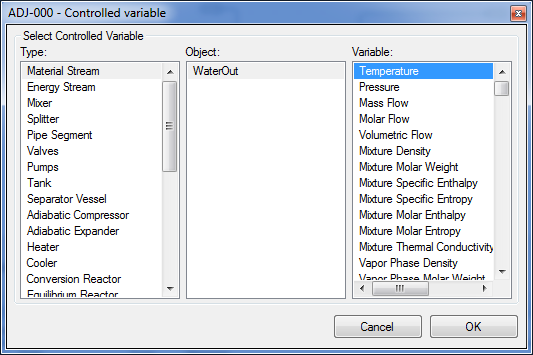 ADJ-000 - Controlled variable
Select Controlled Variable
Type:
Material Stream
Energy Stream
Mixer
Splitter
Pipe Segment
Valves
Pumps
Tank
Separator Vessel
Adiabatic Compressor
Adiabatic Expander
Heater
Cooler
Conversion Reactor
Equilibrium Reactor
Object:
WaterOut
Variable:
Temperature
Pressure
Mass Flow
Molar Flow
Volumetric Flow
Mixture Density
Mixture Molar Weight
Mixture Specific Enthalpy
Mixture Specific Entropy
Mixture Molar Enthalpy
Mixture Molar Entropy
Mixture Thermal Conductivity
Vapor Phase Density
Vapor Phase Molar Weight
Cancel
OK